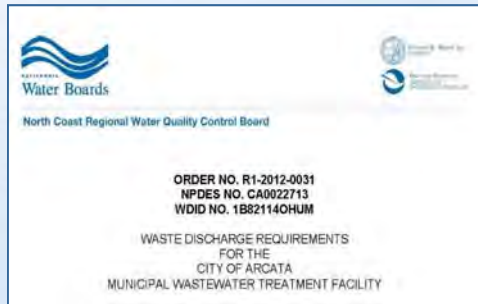 CALIFORNIA
Water Boards
North Coast Regional Water Quality Control Board
ORDER NO. R1-2012-0031
NPDES NO. CA0022713
WDID NO. 1B82114OHUM
WASTE DISCHARGE REQUIREMENTS
FOR THE
CITY OF ARCATA
MUNICIPAL WASTEWATER TREATMENT FACILITY